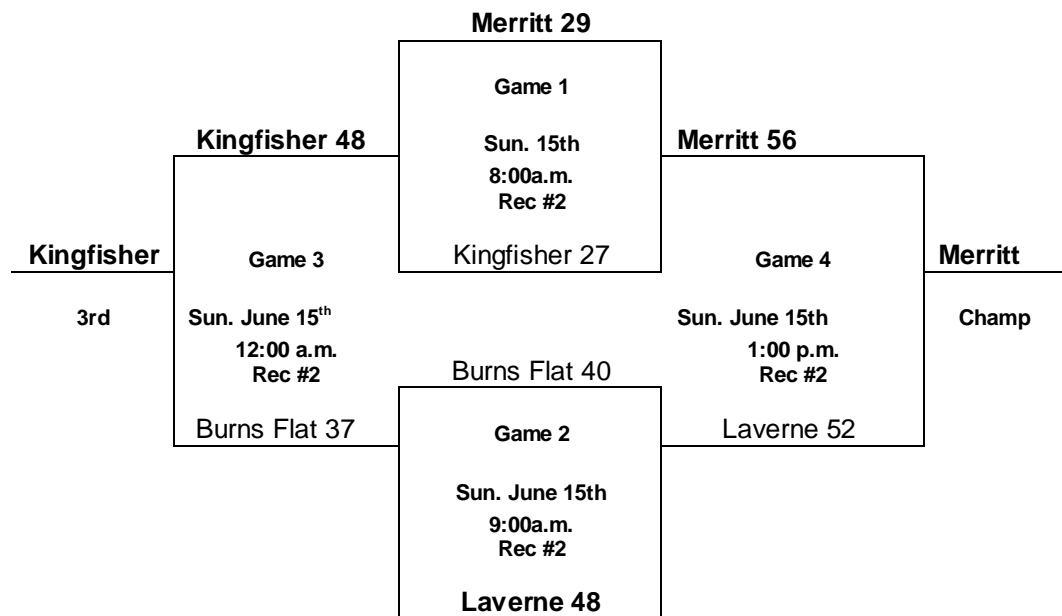 Merritt 29
Game 1
Kingfisher 48
Sun. 15th
Merritt 56
8:00a.m.
Rec #2
Kingfisher
Game 3
Kingfisher 27
Game 4
Merritt
3rd
Sun. June 15th
Sun. June 15th
Champ
12:00 a.m.
1:00 p.m.
Rec #2
Burns Flat 40
Rec #2
Burns Flat 37
Game 2
Laverne 52
Sun. June 15th
9:00a.m.
Rec #2
Laverne 48